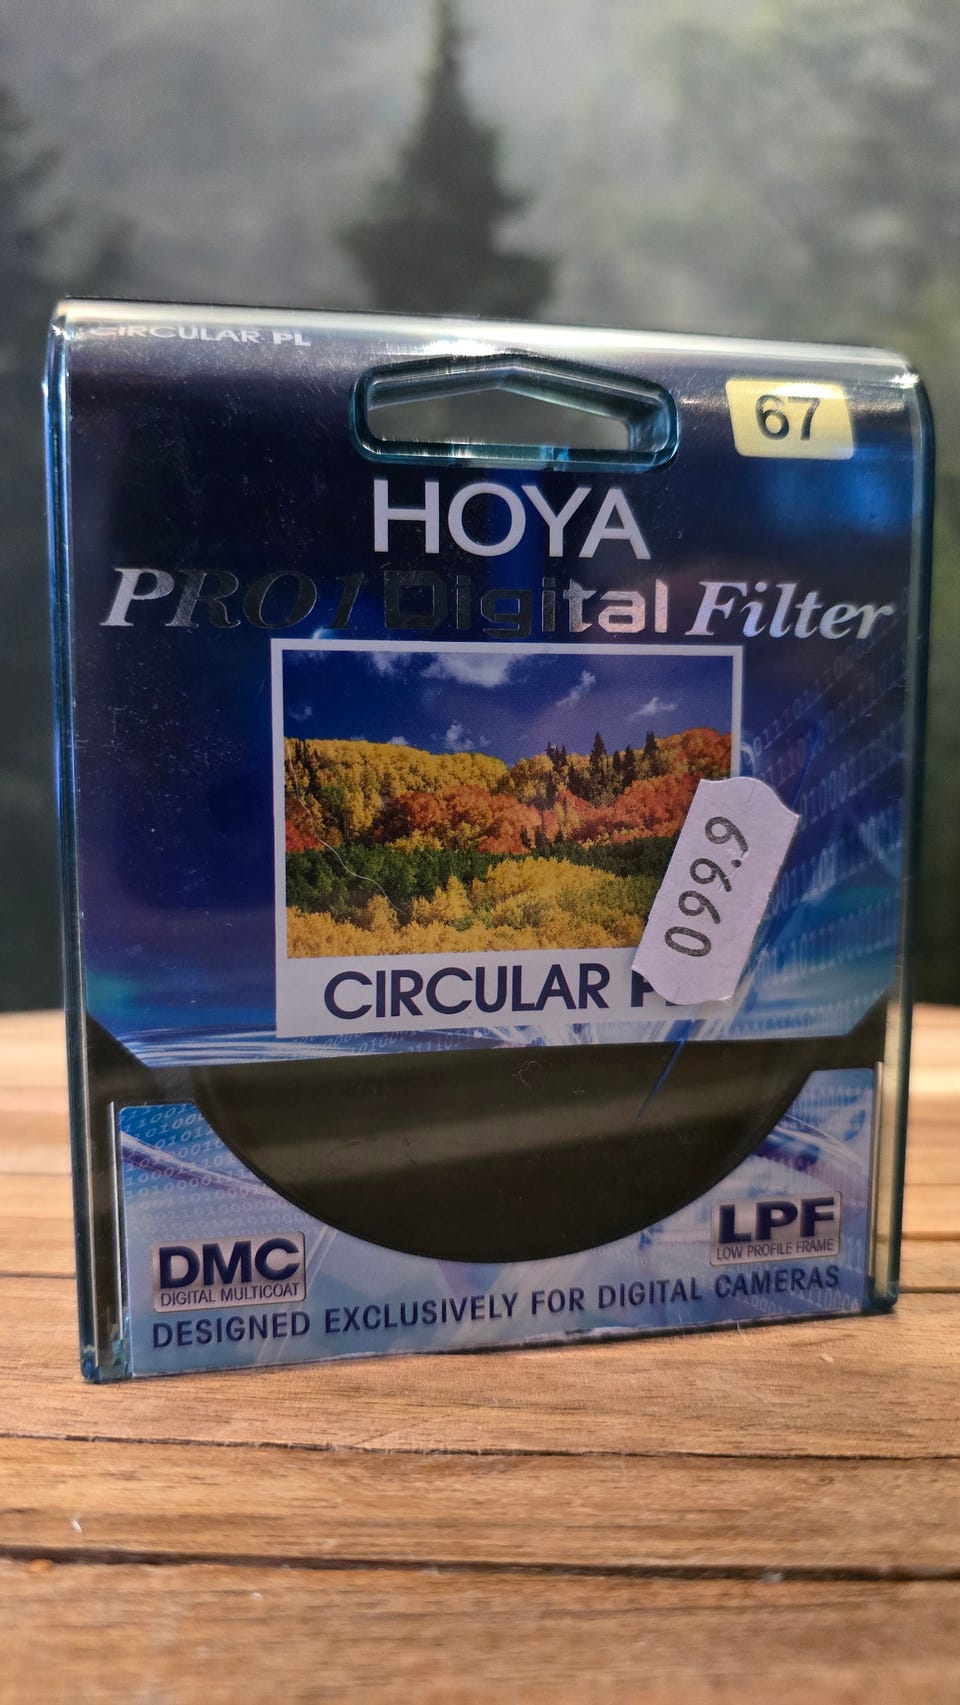 CIRCULAR PL
67
HOYA
PRO1 Digital Filter
099.9
CIRCULAR P
DMC
DIGITAL MULTICOAT
LPF
LOW PROFILE FRAME
DESIGNED EXCLUSIVELY FOR DIGITAL CAMERAS